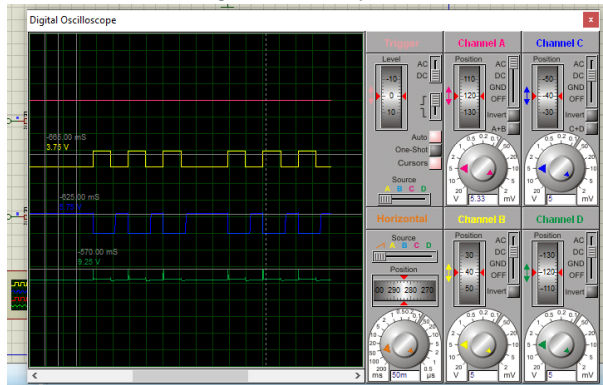 Digital Oscilloscope
x
-665.00 mS
3.75 V
-625.00 mS
-570.00 mS
9.25 V
Trigger
Level
AC
DC
-10
0
10
Auto
One-Shot
Cursors
Source
A B C D
Channel A
Position
AC
DC
GND
OFF
110
-120
130
Invert
A+B
V
5.33
mV
Channel C
Position
AC
DC
GND
OFF
-50
-40
-30
Invert
C+D
V
5
mV
Horizontal
Source
A B C D
Position
00 290 280 270
200
0.5
ms
50m
µs
Channel B
Position
AC
DC
GND
OFF
30
40
50
Invert
V
5
mV
Channel D
Position
AC
DC
GND
OFF
-130
-120
-110
Invert
V
5
mV